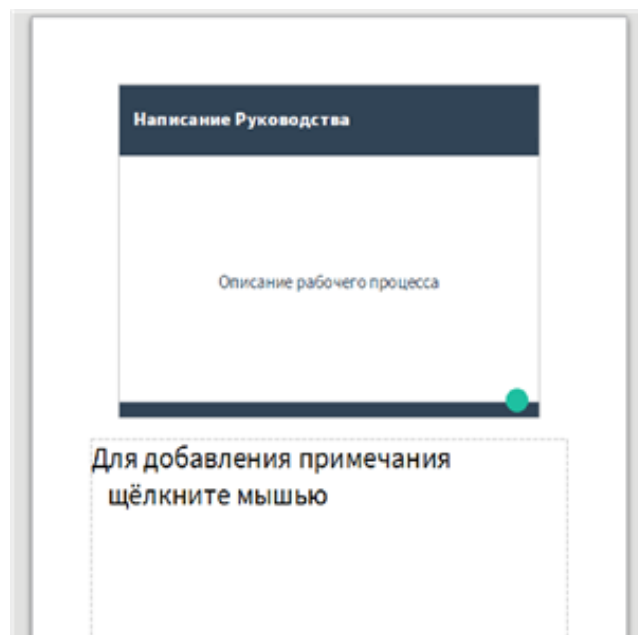 Написание Руководства
Описание рабочего процесса
Для добавления примечания
щёлкните мышью